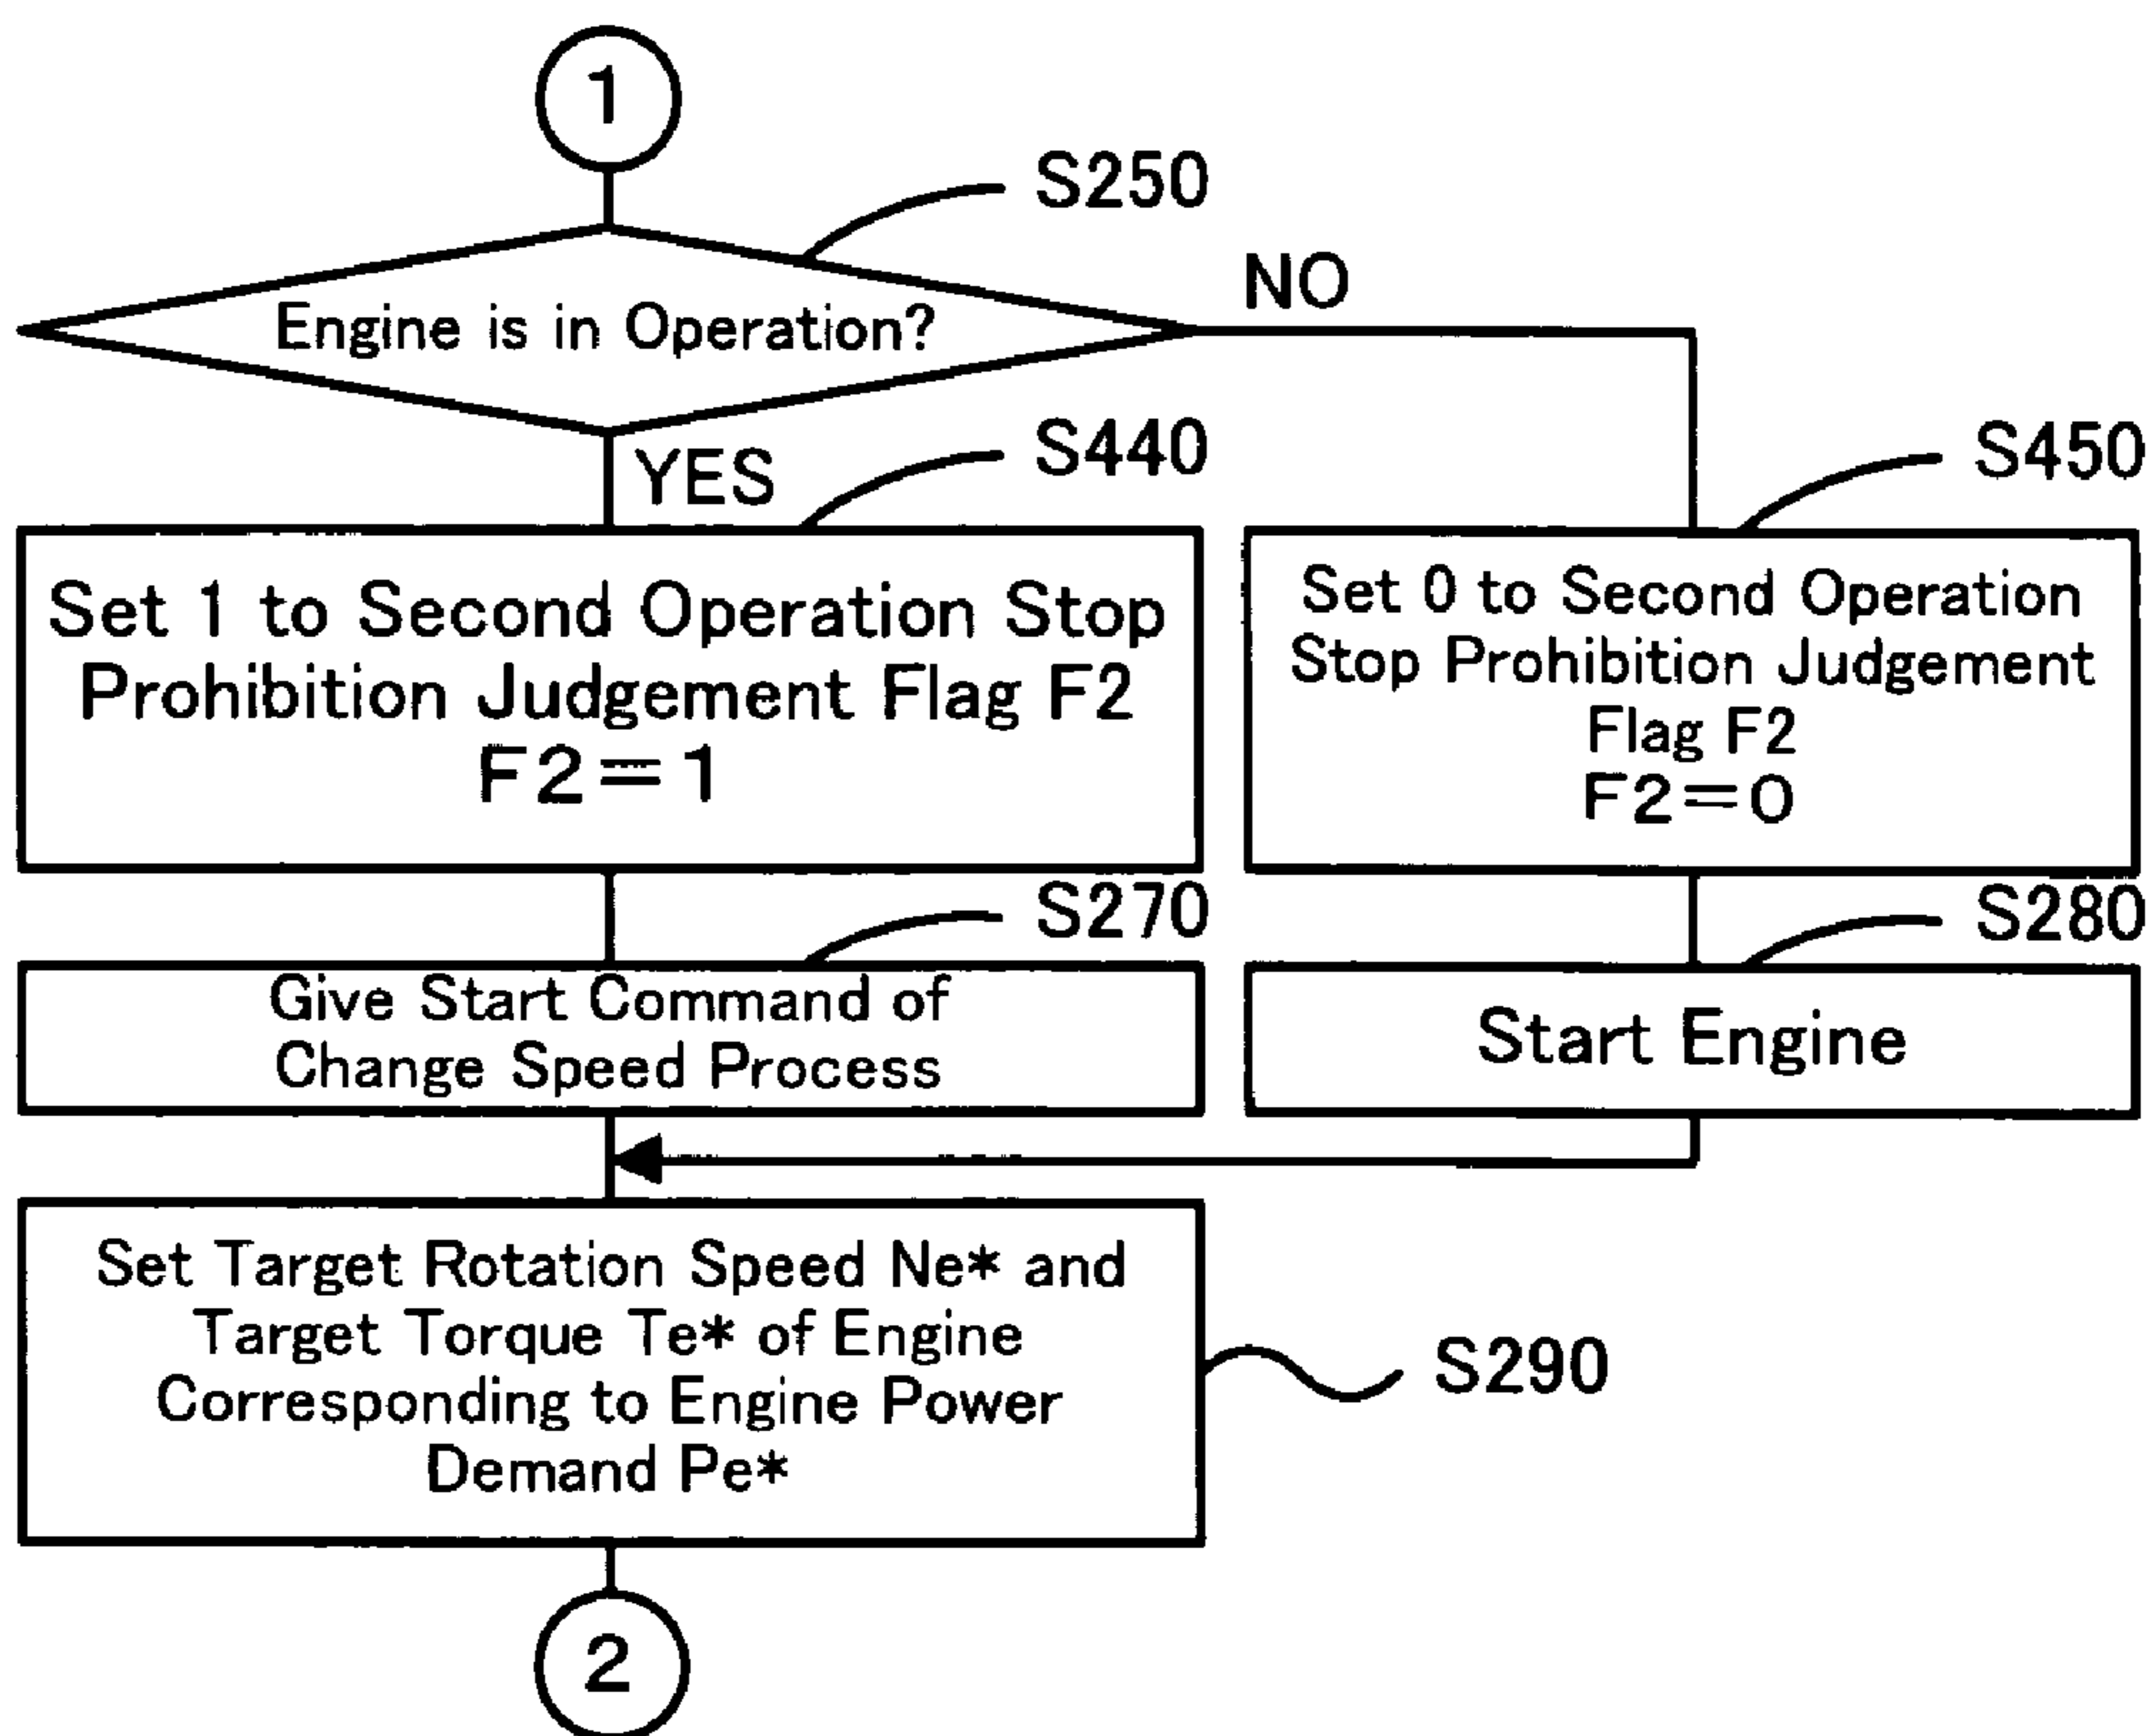 1
S250
Engine is in Operation?
NO
YES
S440
S450
Set 1 to Second Operation Stop
Prohibition Judgement Flag F2
F2=1
Set 0 to Second Operation
Stop Prohibition Judgement
Flag F2
F2=0
S270
S280
Give Start Command of
Change Speed Process
Start Engine
Set Target Rotation Speed Ne* and
Target Torque Te* of Engine
Corresponding to Engine Power
Demand Pe*
S290
2